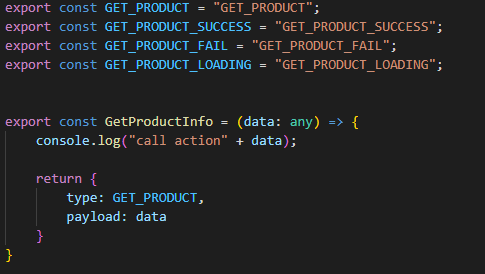 export const GET_PRODUCT = "GET_PRODUCT";
export const GET_PRODUCT_SUCCESS = "GET_PRODUCT_SUCCESS";
export const GET_PRODUCT_FAIL = "GET_PRODUCT_FAIL";
export const GET_PRODUCT_LOADING = "GET_PRODUCT_LOADING";
export const GetProductInfo = (data: any) => {
console.log("call action" + data);
return {
type: GET_PRODUCT,
payload: data
}
}